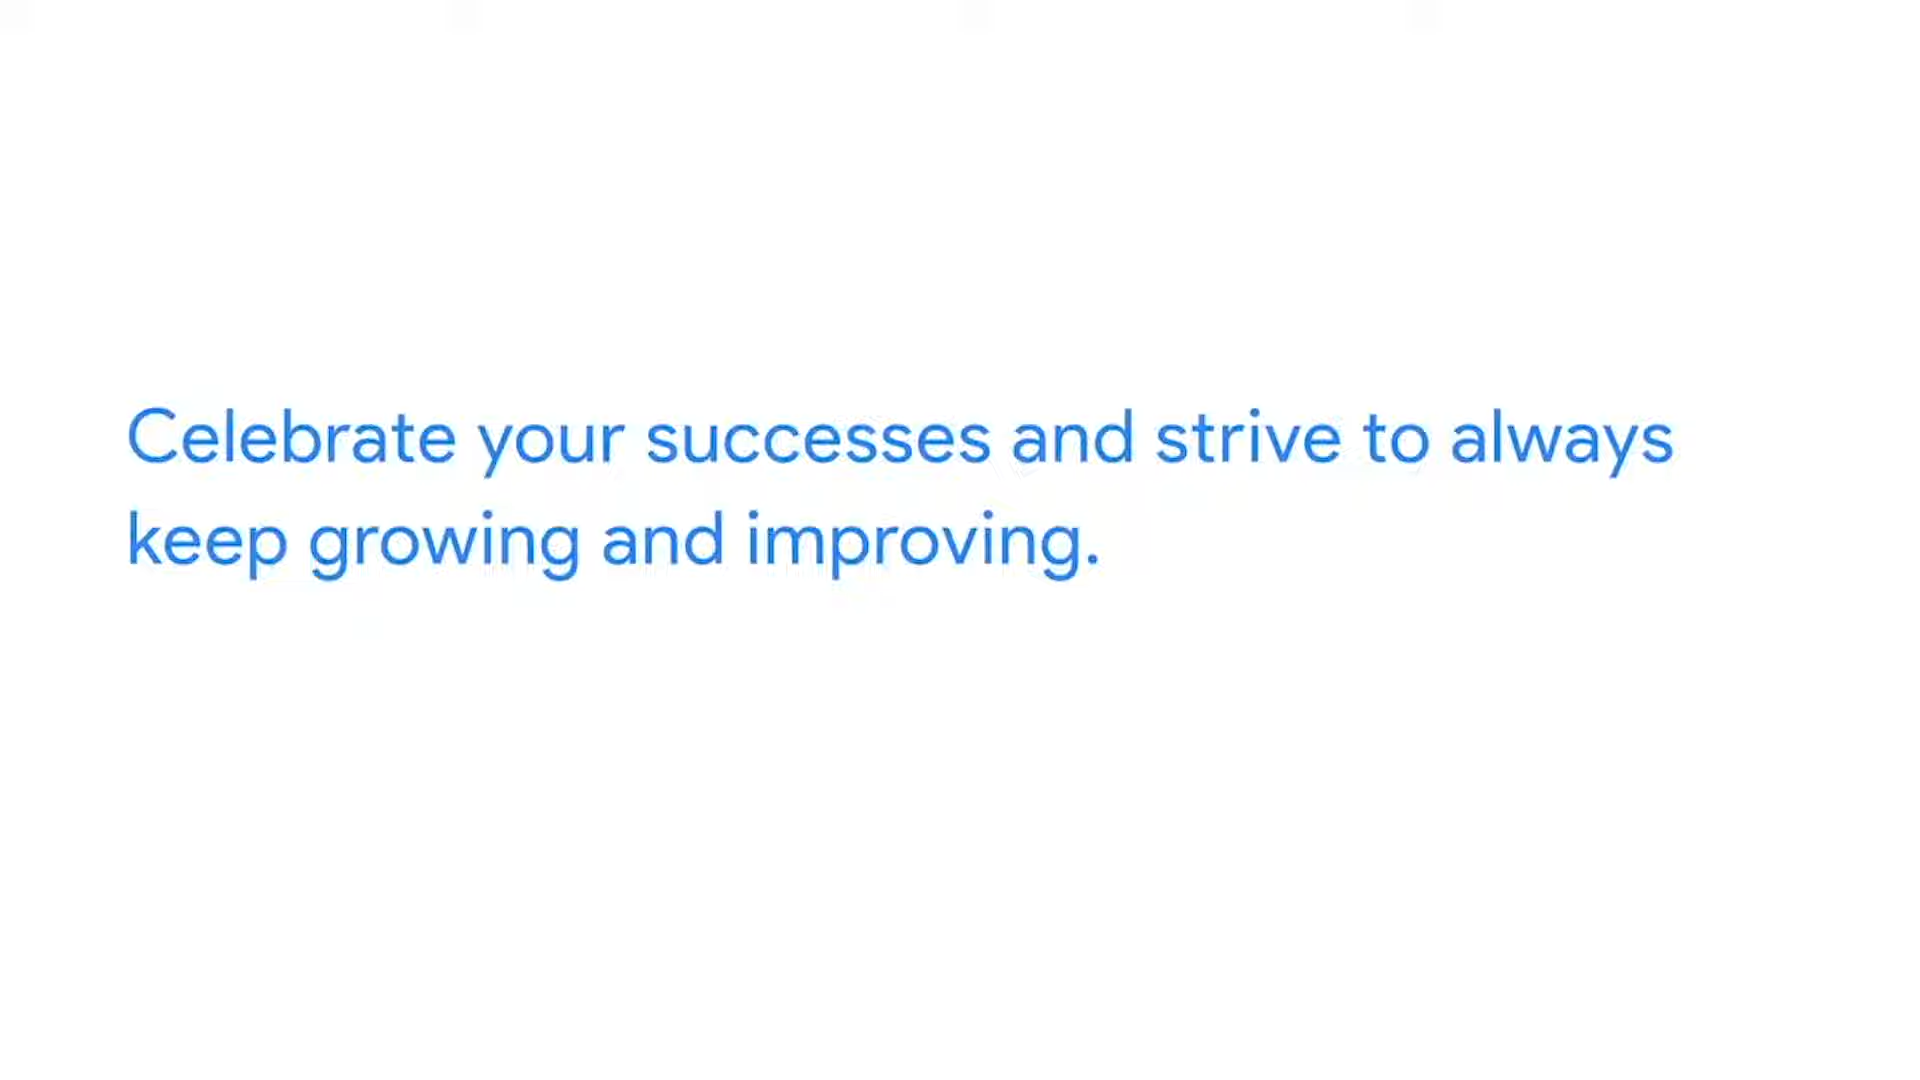 Celebrate your successes and strive to always
keep growing and improving.